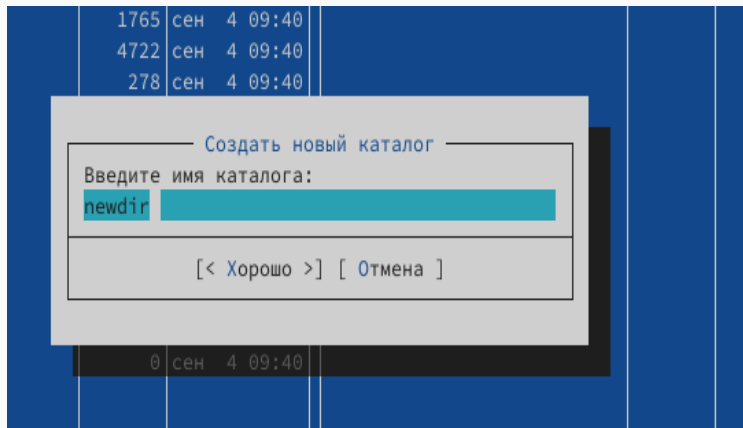 1765 сен 4 09:40
4722 сен 4 09:40
278 сен 4 09:40
Создать новый каталог
Введите имя каталога:
newdir
[< Хорошо >] [ Отмена ]
0 сен 4 09:40